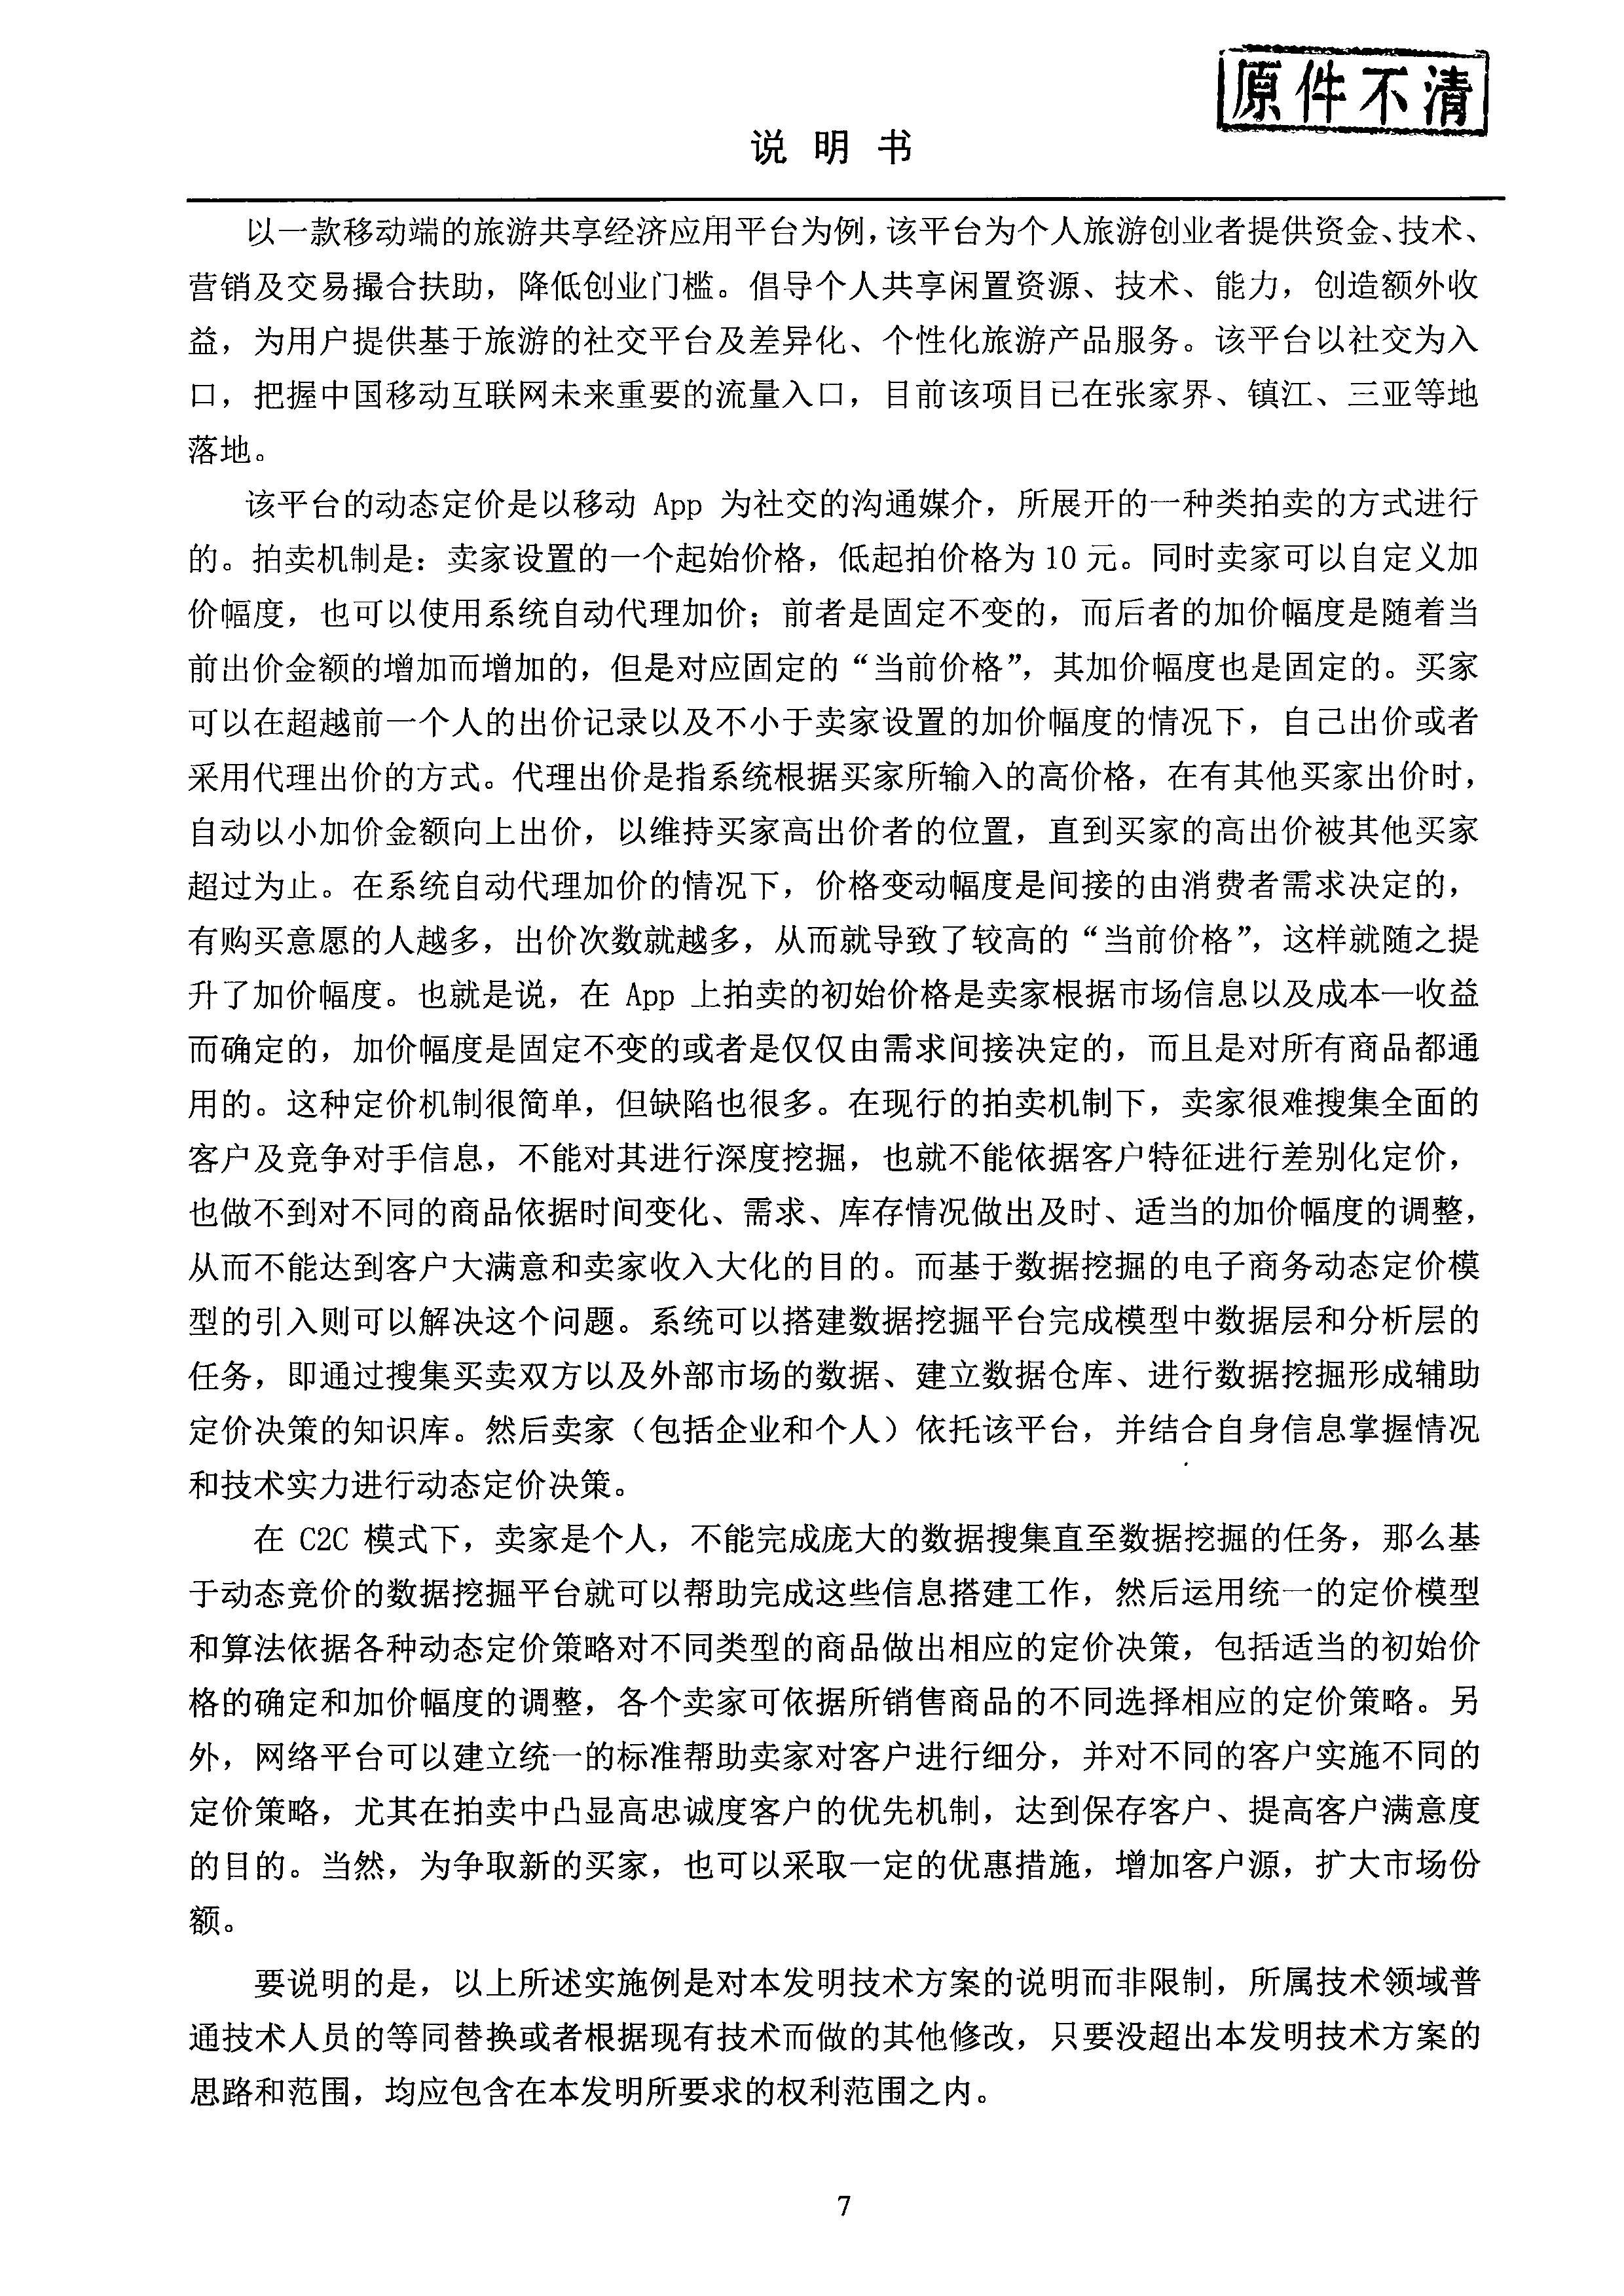 原件不清
说 明 书
以一款移动端的旅游共享经济应用平台为例，该平台为个人旅游创业者提供资金、技术、
营销及交易撮合扶助，降低创业门槛。倡导个人共享闲置资源、技术、能力，创造额外收
益，为用户提供基于旅游的社交平台及差异化、个性化旅游产品服务。该平台以社交为入
口，把握中国移动互联网未来重要的流量入口，目前该项目已在张家界、镇江、三亚等地
落地。
该平台的动态定价是以移动 App 为社交的沟通媒介，所展开的一种类拍卖的方式进行
的。拍卖机制是：卖家设置的一个起始价格，低起拍价格为 10 元。同时卖家可以自定义加
价幅度，也可以使用系统自动代理加价；前者是固定不变的，而后者的加价幅度是随着当
前出价金额的增加而增加的，但是对应固定的“当前价格”，其加价幅度也是固定的。买家
可以在超越前一个人的出价记录以及不小于卖家设置的加价幅度的情况下，自己出价或者
采用代理出价的方式。代理出价是指系统根据买家所输入的高价格，在有其他买家出价时，
自动以小加价金额向上出价，以维持买家高出价者的位置，直到买家的高出价被其他买家
超过为止。在系统自动代理加价的情况下，价格变动幅度是间接的由消费者需求决定的，
有购买意愿的人越多，出价次数就越多，从而就导致了较高的“当前价格”，这样就随之提
升了加价幅度。也就是说，在 App 上拍卖的初始价格是卖家根据市场信息以及成本—收益
而确定的，加价幅度是固定不变的或者是仅仅由需求间接决定的，而且是对所有商品都通
用的。这种定价机制很简单，但缺陷也很多。在现行的拍卖机制下，卖家很难搜集全面的
客户及竞争对手信息，不能对其进行深度挖掘，也就不能依据客户特征进行差别化定价，
也做不到对不同的商品依据时间变化、需求、库存情况做出及时、适当的加价幅度的调整，
从而不能达到客户大满意和卖家收入大化的目的。而基于数据挖掘的电子商务动态定价模
型的引入则可以解决这个问题。系统可以搭建数据挖掘平台完成模型中数据层和分析层的
任务，即通过搜集买卖双方以及外部市场的数据、建立数据仓库、进行数据挖掘形成辅助
定价决策的知识库。然后卖家（包括企业和个人）依托该平台，并结合自身信息掌握情况
和技术实力进行动态定价决策。
在 C2C 模式下，卖家是个人，不能完成庞大的数据搜集直至数据挖掘的任务，那么基
于动态竞价的数据挖掘平台就可以帮助完成这些信息搭建工作，然后运用统一的定价模型
和算法依据各种动态定价策略对不同类型的商品做出相应的定价决策，包括适当的初始价
格的确定和加价幅度的调整，各个卖家可依据所销售商品的不同选择相应的定价策略。另
外，网络平台可以建立统一的标准帮助卖家对客户进行细分，并对不同的客户实施不同的
定价策略，尤其在拍卖中凸显高忠诚度客户的优先机制，达到保存客户、提高客户满意度
的目的。当然，为争取新的买家，也可以采取一定的优惠措施，增加客户源，扩大市场份
额。
要说明的是，以上所述实施例是对本发明技术方案的说明而非限制，所属技术领域普
通技术人员的等同替换或者根据现有技术而做的其他修改，只要没超出本发明技术方案的
思路和范围，均应包含在本发明所要求的权利范围之内。
7